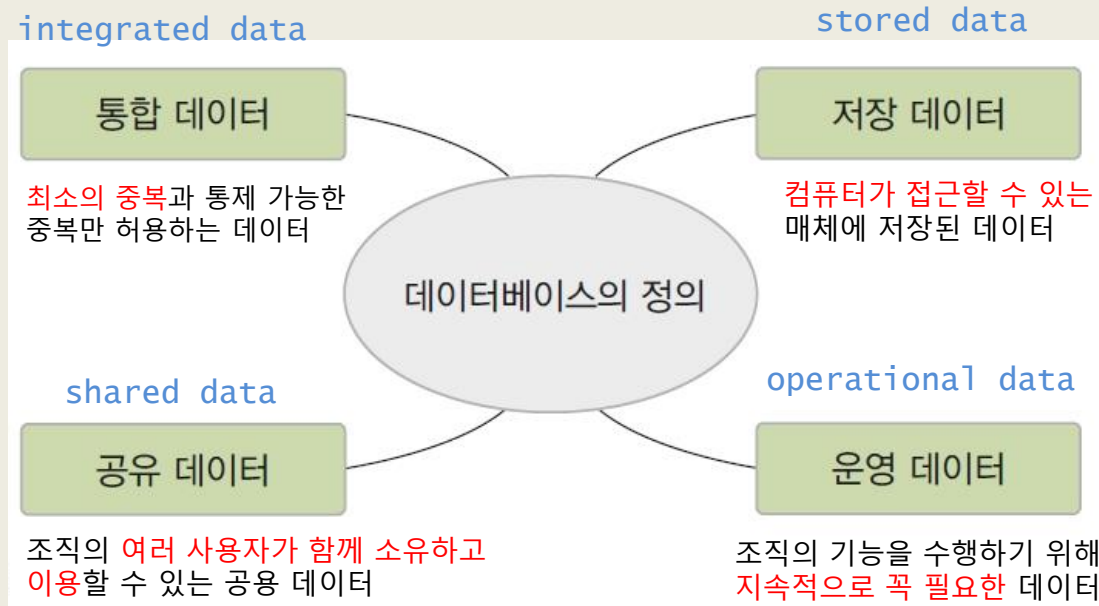 integrated data
통합 데이터
최소의 중복과 통제 가능한
중복만 허용하는 데이터
stored data
저장 데이터
컴퓨터가 접근할 수 있는
매체에 저장된 데이터
데이터베이스의 정의
shared data
공유 데이터
조직의 여러 사용자가 함께 소유하고
이용할 수 있는 공용 데이터
operational data
운영 데이터
조직의 기능을 수행하기 위해
지속적으로 꼭 필요한 데이터